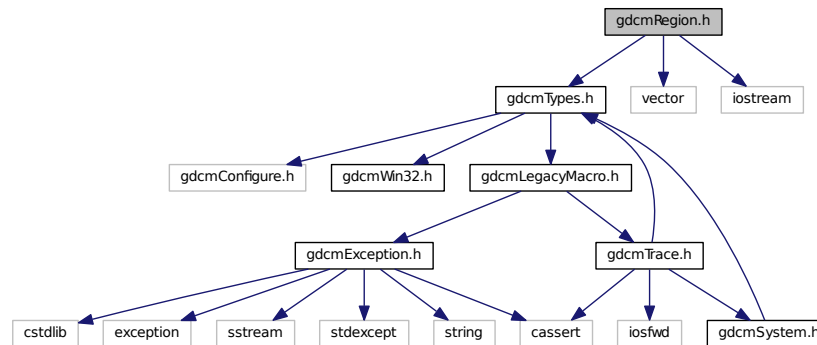 gdcmRegion.h
gdcmTypes.h
vector
iostream
gdcmConfigure.h
gdcmWin32.h
gdcmLegacyMacro.h
gdcmException.h
gdcmTrace.h
cstdlib
exception
sstream
stdexcept
string
cassert
iosfwd
gdcmSystem.h